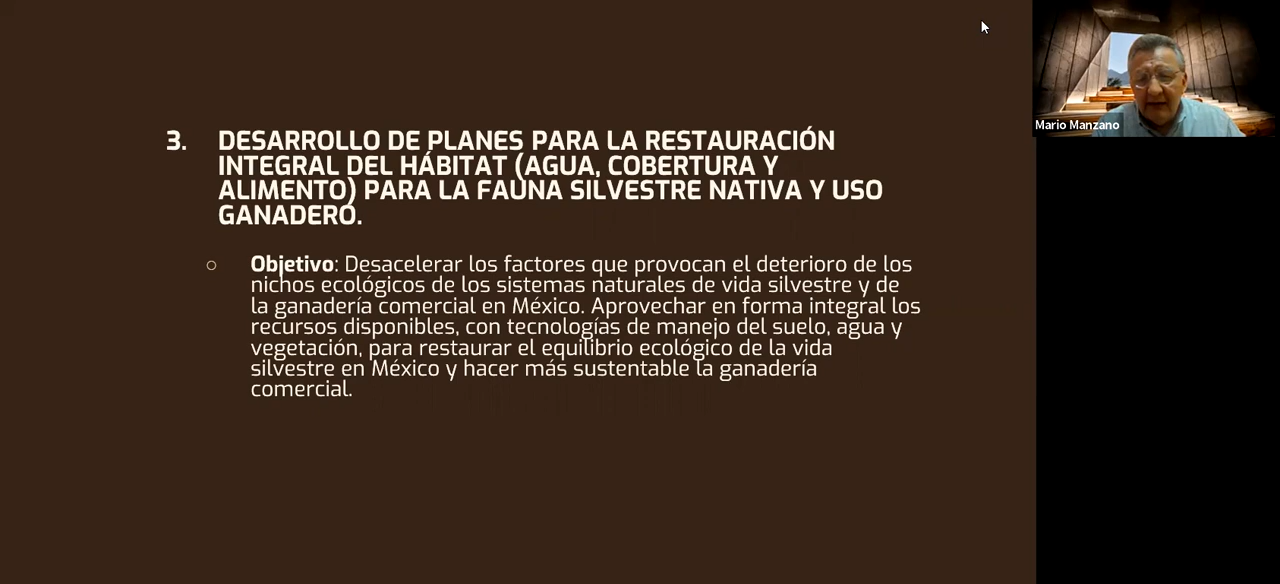 3. DESARROLLO DE PLANES PARA LA RESTAURACIÓN
INTEGRAL DEL HÁBITAT (AGUA, COBERTURA Y
ALIMENTO) PARA LA FAUNA SILVESTRE NATIVA Y USO
GANADERO.
○ Objetivo: Desacelerar los factores que provocan el deterioro de los
nichos ecológicos de los sistemas naturales de vida silvestre y de
la ganadería comercial en México. Aprovechar en forma integral los
recursos disponibles, con tecnologías de manejo del suelo, agua y
vegetación, para restaurar el equilibrio ecológico de la vida
silvestre en México y hacer más sustentable la ganadería
comercial.
Mario Manzano